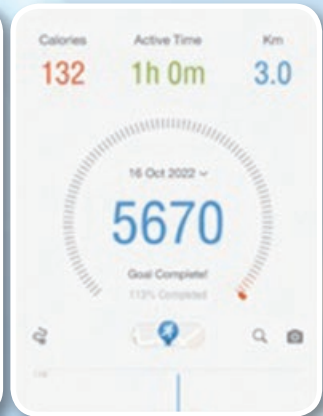 Calories Active Time Km
132 1h 0m 3.0
16 Oct 2022
5670
Goal Complete!
113% Completed